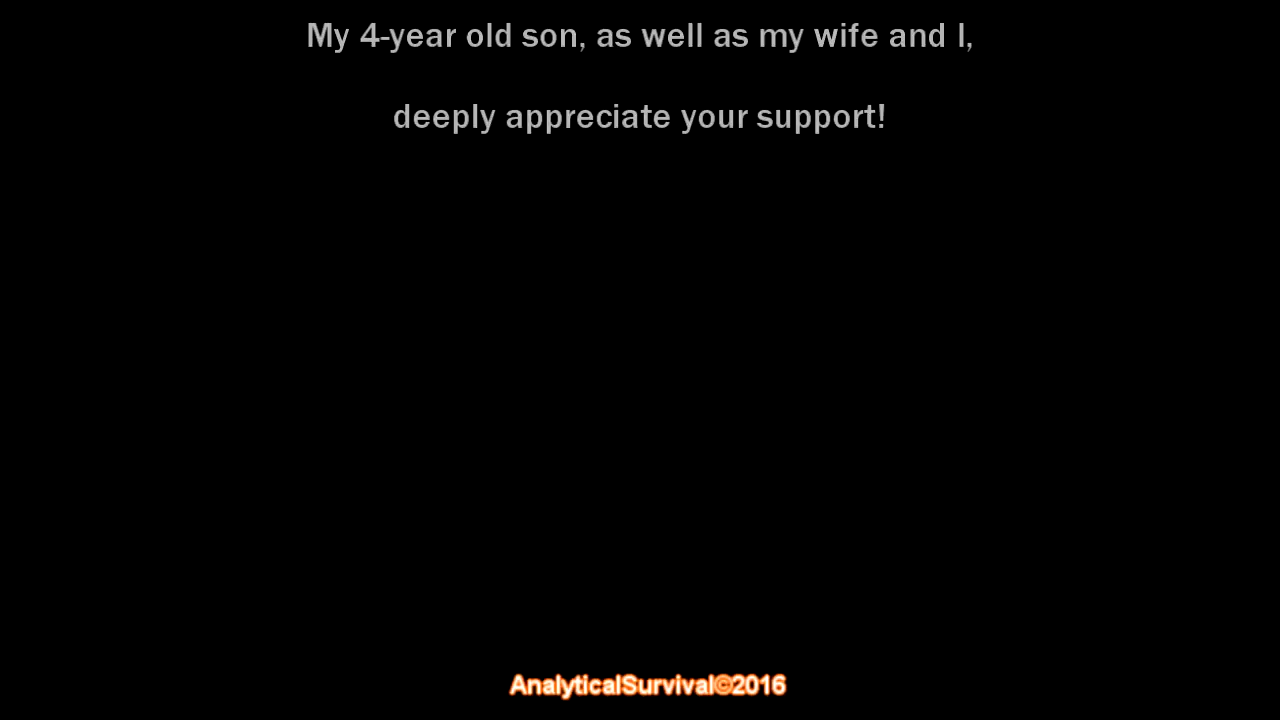 My 4-year old son, as well as my wife and I,
deeply appreciate your support!
AnalyticalSurvival©2016